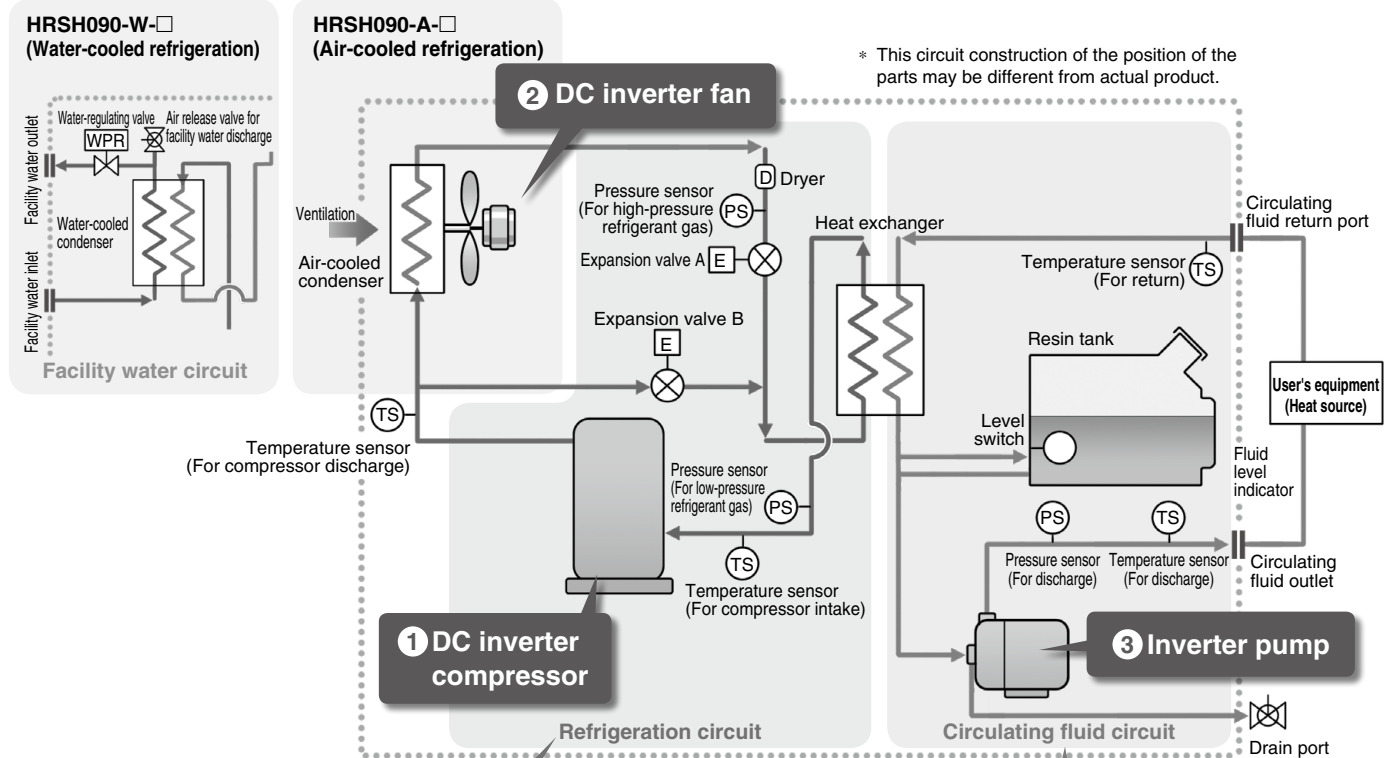 HRSH090-W-□
(Water-cooled refrigeration)
HRSH090-A-□
(Air-cooled refrigeration)
* This circuit construction of the position of the
parts may be different from actual product.
② DC inverter fan
Facility water outlet
Water-regulating valve
WPR
Air release valve for
facility water discharge
Water-cooled
condenser
Facility water inlet
Facility water circuit
Ventilation
Air-cooled
condenser
D
Dryer
Pressure sensor
(For high-pressure
refrigerant gas)
PS
Expansion valve A
E
Heat exchanger
Circulating
fluid return port
Temperature sensor
(For return)
TS
Expansion valve B
E
Resin tank
User's equipment
(Heat source)
TS
Temperature sensor
(For compressor discharge)
Level
switch
Fluid
level
indicator
Pressure sensor
(For low-pressure
refrigerant gas)
PS
TS
Temperature sensor
(For compressor intake)
PS
Pressure sensor
(For discharge)
TS
Temperature sensor
(For discharge)
Circulating
fluid outlet
① DC inverter
compressor
③ Inverter pump
Refrigeration circuit
Circulating fluid circuit
Drain port